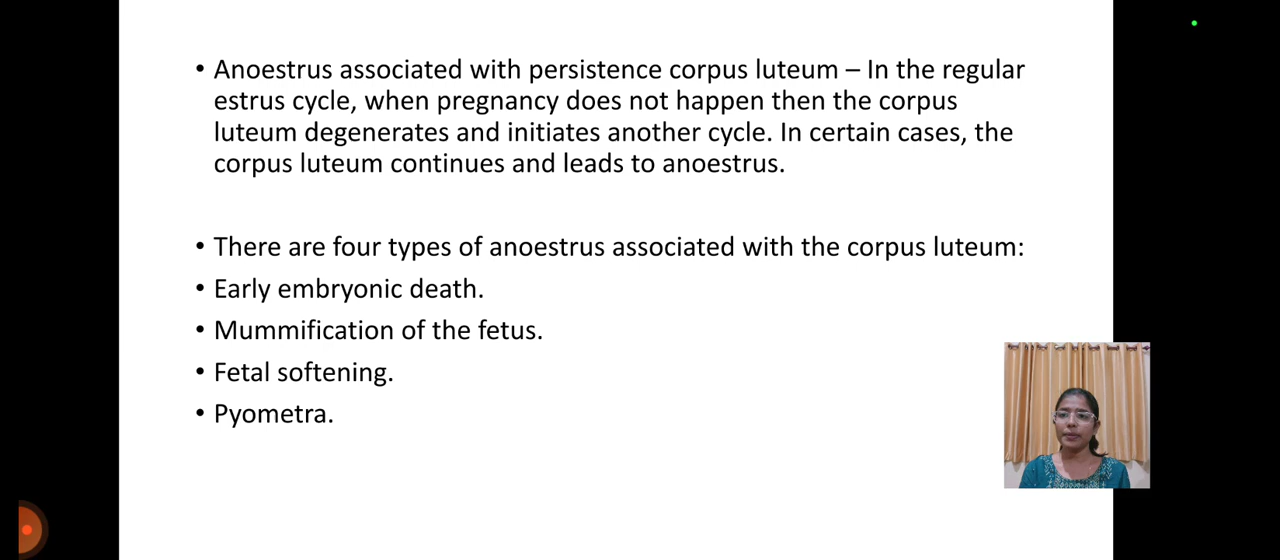 • Anoestrus associated with persistence corpus luteum – In the regular
estrus cycle, when pregnancy does not happen then the corpus
luteum degenerates and initiates another cycle. In certain cases, the
corpus luteum continues and leads to anoestrus.
• There are four types of anoestrus associated with the corpus luteum:
• Early embryonic death.
• Mummification of the fetus.
• Fetal softening.
• Pyometra.